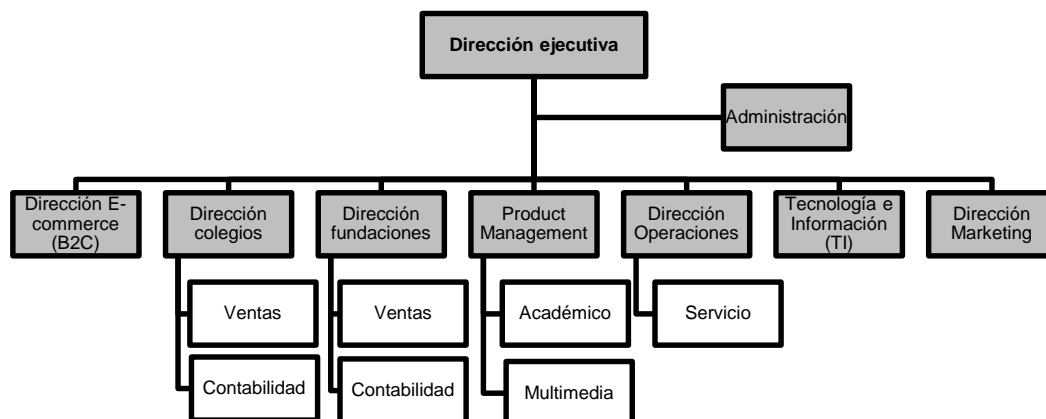 Dirección ejecutiva
Administración
Dirección E-
commerce
(B2C)
Dirección
colegios
Dirección
fundaciones
Product
Management
Dirección
Operaciones
Tecnología e
Información
(TI)
Dirección
Marketing
Ventas
Ventas
Académico
Servicio
Contabilidad
Contabilidad
Multimedia